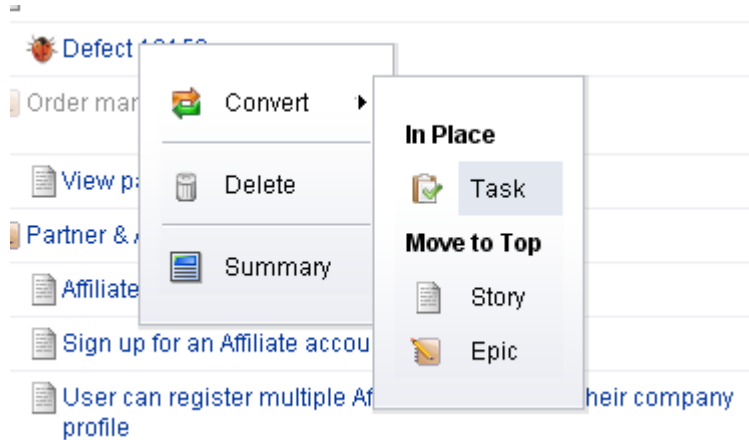 Defect
Order mar
Convert
In Place
View pa
Delete
Task
Partner &
Move to Top
Summary
Affiliate
Story
Sign up for an Affiliate accou
Epic
User can register multiple Af
heir company
profile